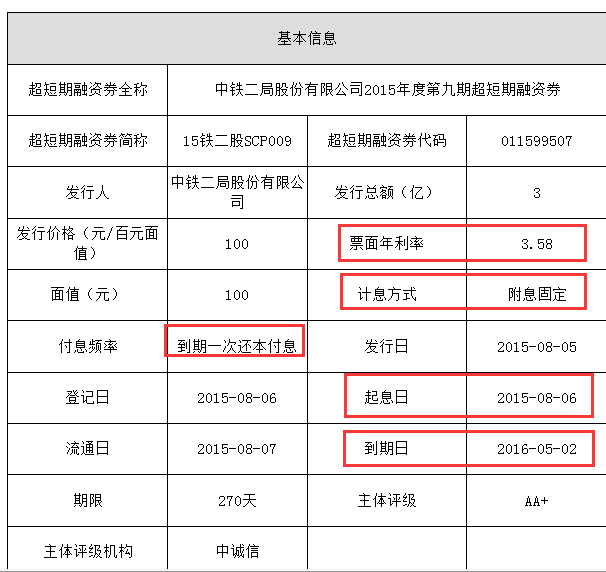 基本信息
超短期融资券全称 中铁二局股份有限公司2015年度第九期超短期融资券
超短期融资券简称 15铁二股SCP009 超短期融资券代码 011599507
发行人 中铁二局股份有限公
司 发行总额（亿） 3
发行价格（元/百元面
值） 100 票面年利率 3.58
面值（元） 100 计息方式 附息固定
付息频率 到期一次还本付息 发行日 2015-08-05
登记日 2015-08-06 起息日 2015-08-06
流通日 2015-08-07 到期日 2016-05-02
期限 270天 主体评级 AA+
主体评级机构 中诚信